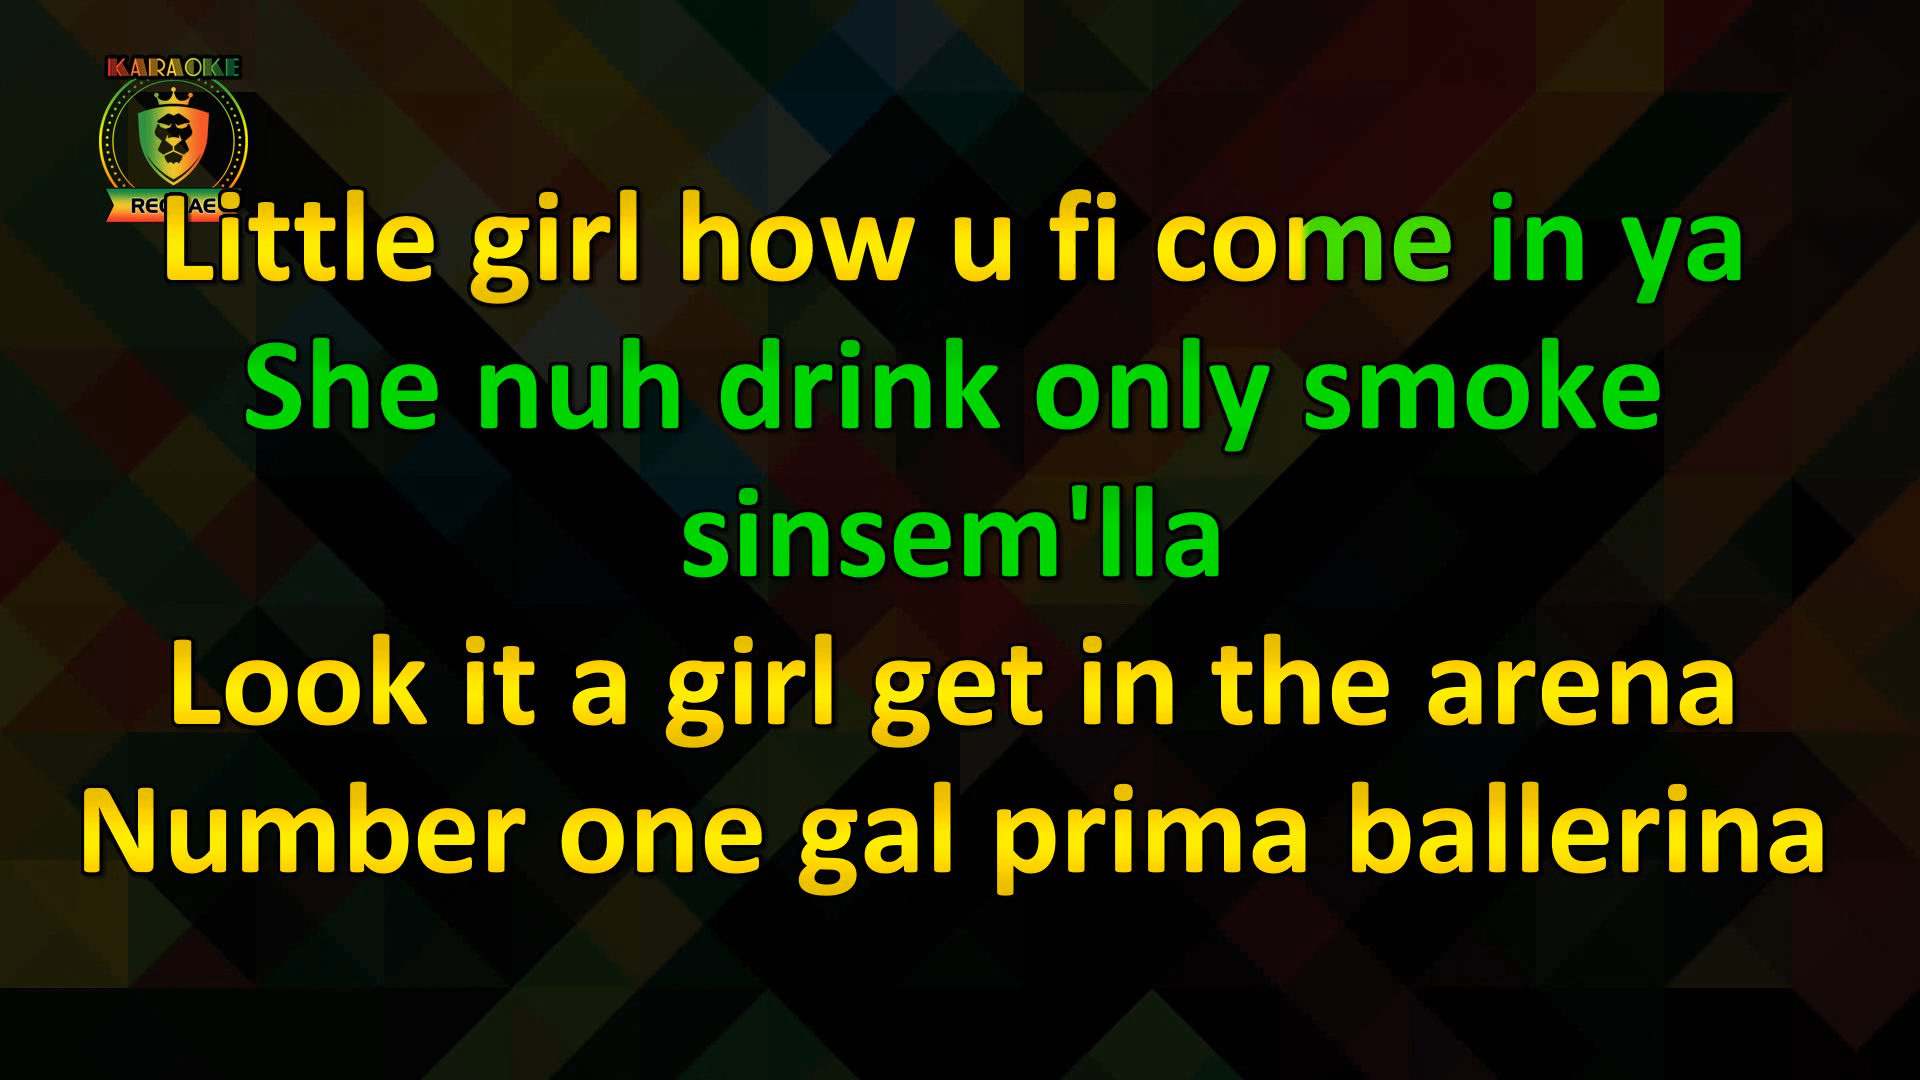 KARAOKE
REGGAE
Little girl how u fi come in ya
She nuh drink only smoke
sinsem'lla
Look it a girl get in the arena
Number one gal prima ballerina